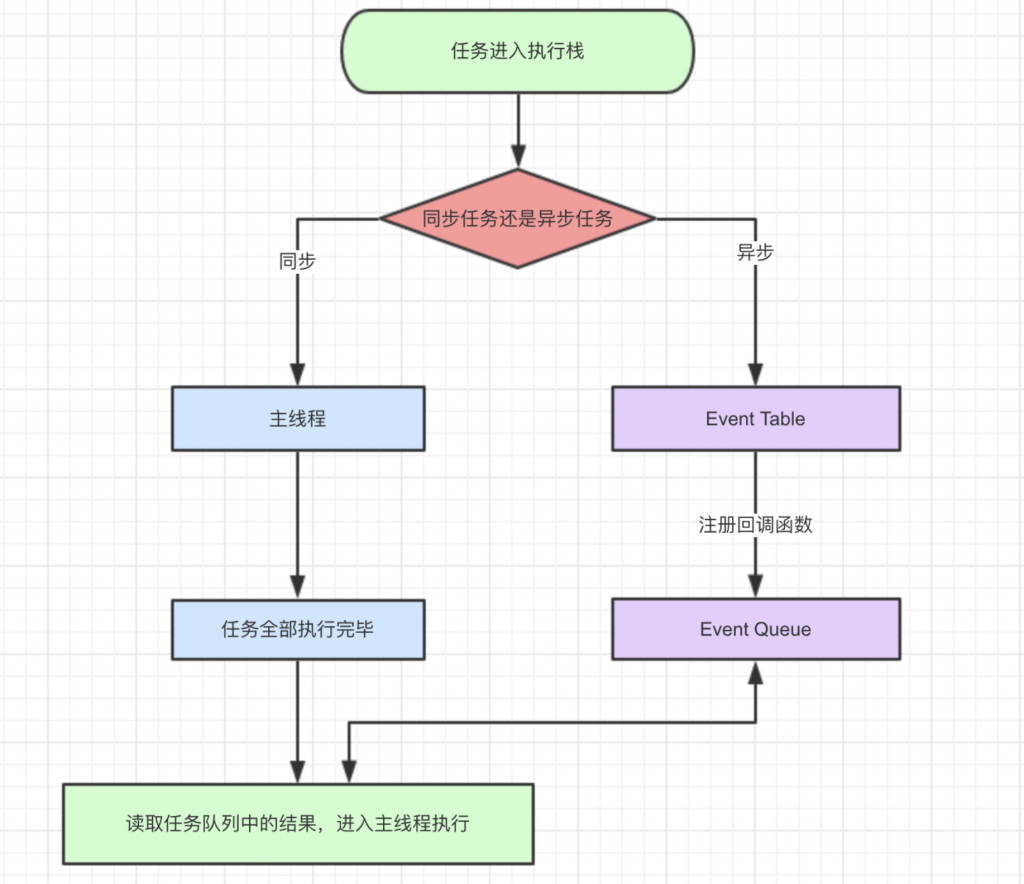 任务进入执行栈
同步任务还是异步任务
同步
异步
主线程
Event Table
注册回调函数
任务全部执行完毕
Event Queue
读取任务队列中的结果，进入主线程执行